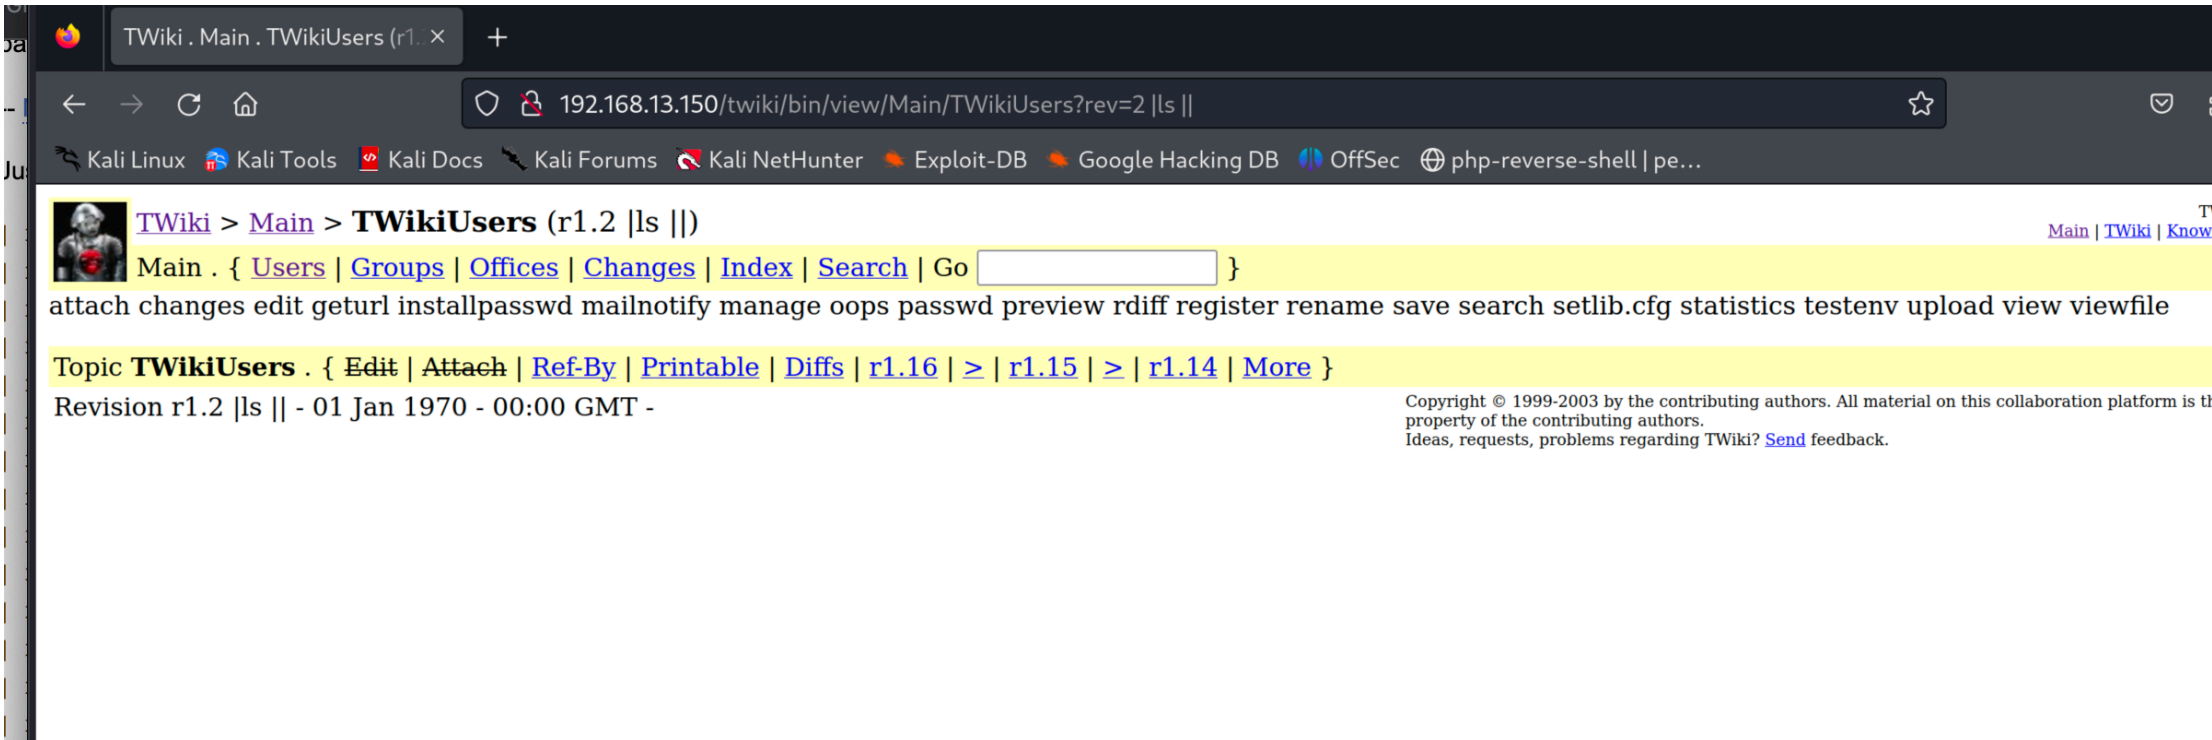 TWiki . Main . TWikiUsers (r1.
192.168.13.150/twiki/bin/view/Main/TWikiUsers?rev=2 |ls ||
Kali Linux Kali Tools Kali Docs Kali Forums Kali NetHunter Exploit-DB Google Hacking DB OffSec php-reverse-shell | pe...
TWiki > Main > TWikiUsers (r1.2 |ls ||)
Main | TWiki | Know
Main . { Users | Groups | Offices | Changes | Index | Search | Go }
attach changes edit geturl installpasswd mailnotify manage oops passwd preview rdiff register rename save search setlib.cfg statistics testenv upload view viewfile
Topic TWikiUsers . { Edit | Attach | Ref-By | Printable | Diffs | r1.16 | > | r1.15 | > | r1.14 | More }
Revision r1.2 |ls || - 01 Jan 1970 - 00:00 GMT -
Copyright © 1999-2003 by the contributing authors. All material on this collaboration platform is th
property of the contributing authors.
Ideas, requests, problems regarding TWiki? Send feedback.